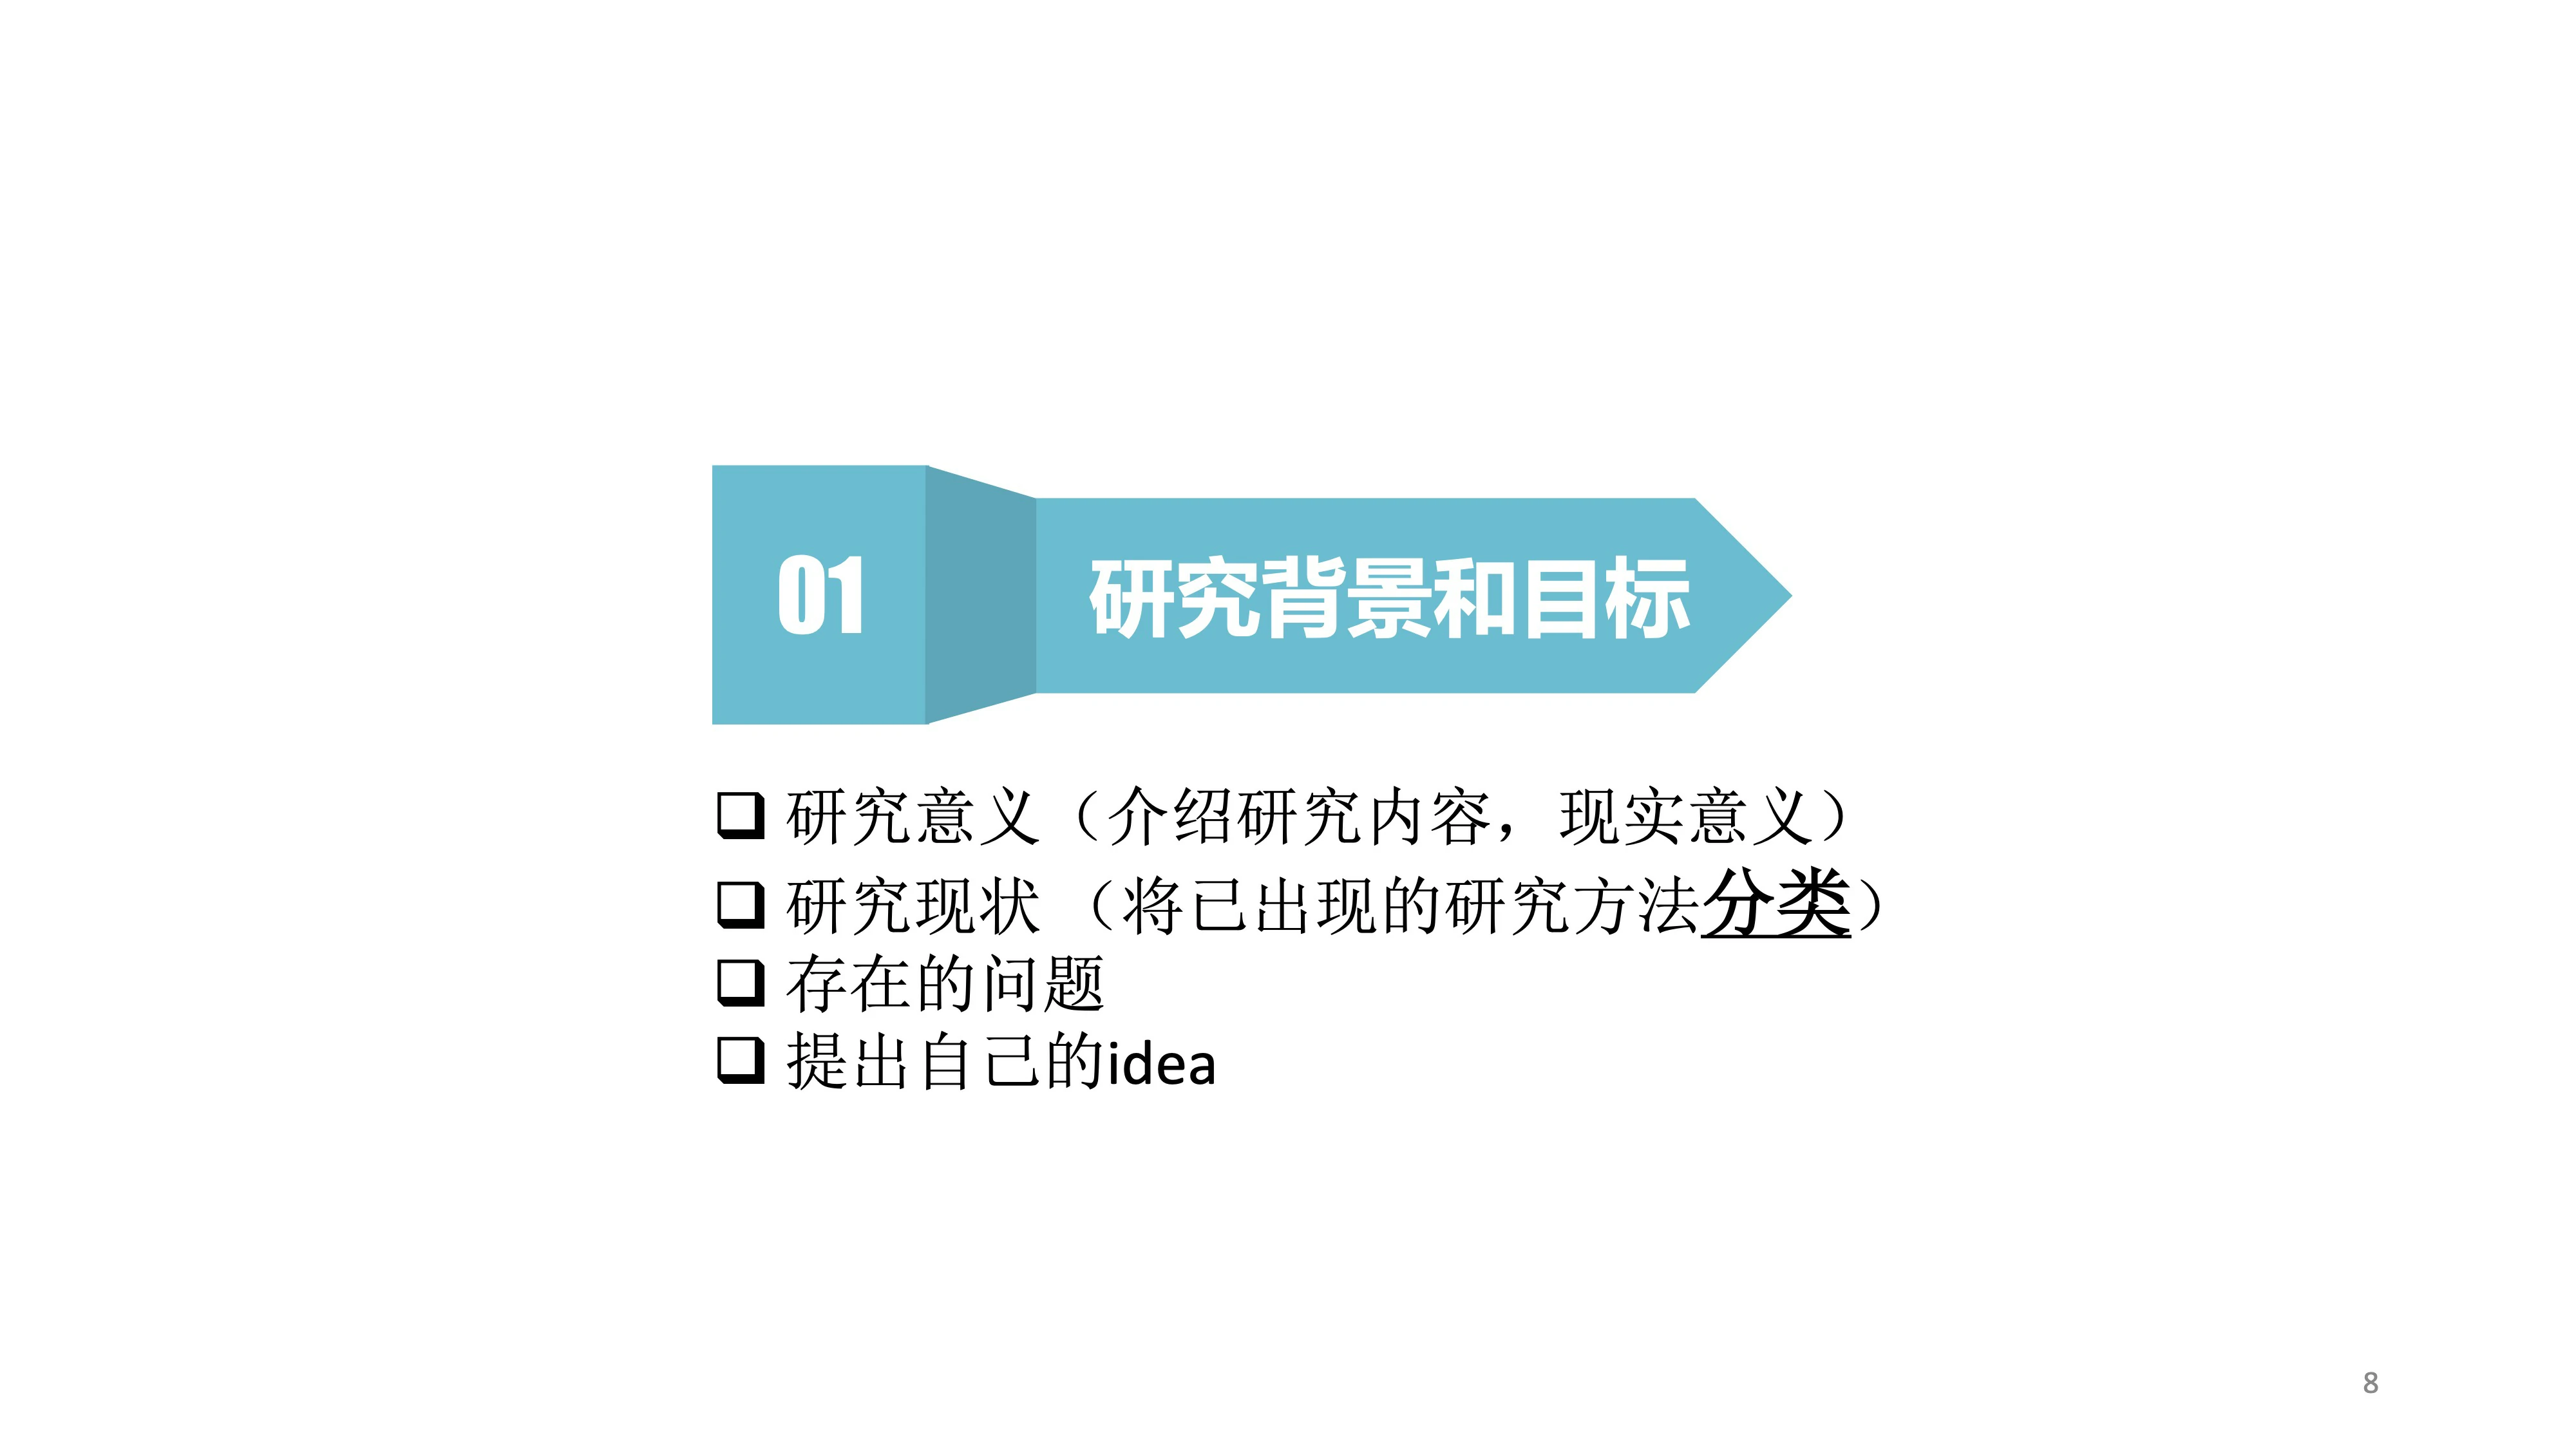 01
研究背景和目标
研究意义（介绍研究内容，现实意义）
研究现状 （将已出现的研究方法分类）
存在的问题
提出自己的idea
8